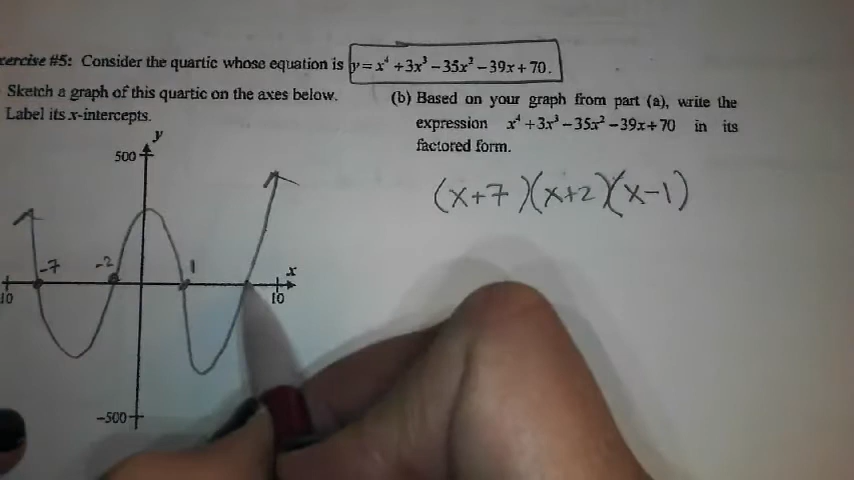 xercise #5: Consider the quartic whose equation is y = x⁴ + 3x³ − 35x² − 39x + 70.
Sketch a graph of this quartic on the axes below.
Label its x-intercepts.
(b) Based on your graph from part (a), write the
expression x⁴ + 3x³ − 35x² − 39x + 70 in its
factored form.
(x+7)(x+2)(x−1)
y
500
-7
-2
1
x
10
10
-500